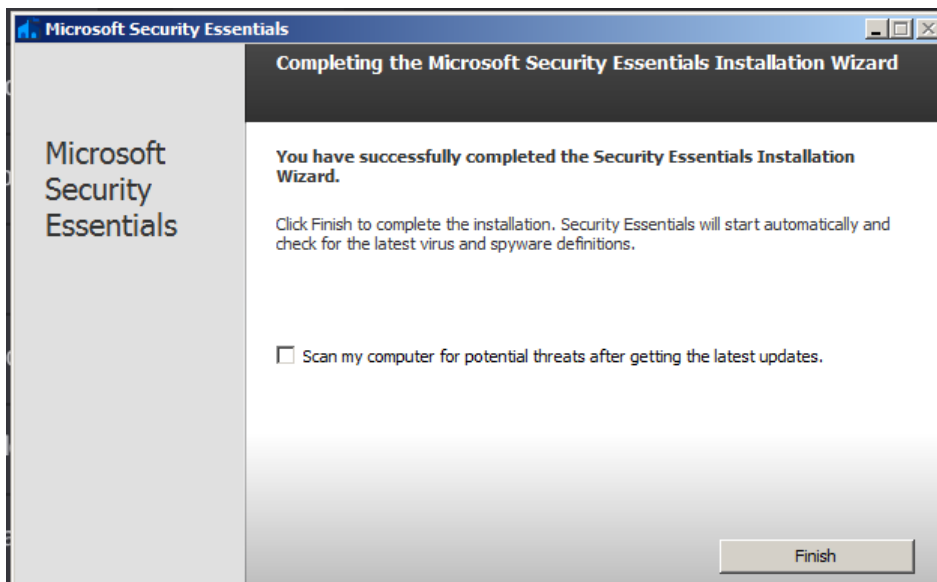 Microsoft Security Essentials
Completing the Microsoft Security Essentials Installation Wizard
Microsoft
Security
Essentials
You have successfully completed the Security Essentials Installation
Wizard.
Click Finish to complete the installation. Security Essentials will start automatically and
check for the latest virus and spyware definitions.
Scan my computer for potential threats after getting the latest updates.
Finish